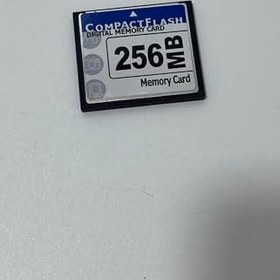 COMPACTFLASH
DIGITAL MEMORY CARD
256 MB
Memory Card